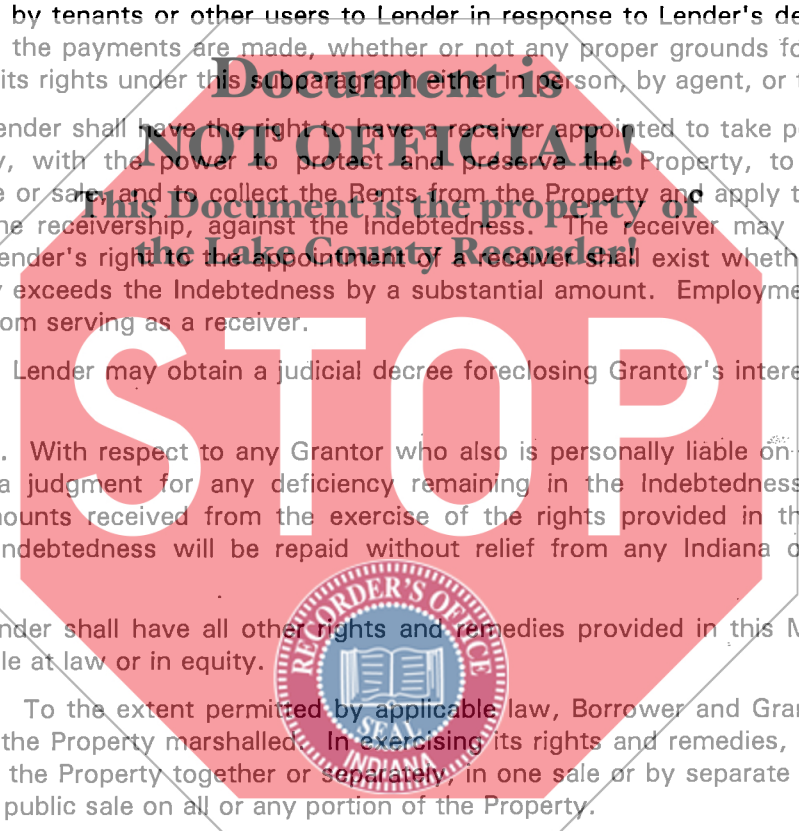 by tenants or other users to Lender in response to Lender's de
the payments are made, whether or not any proper grounds fo
its rights under this subparagraph either in person, by agent, or t
Document is
ender shall have the right to have a receiver appointed to take p
NOT OFFICIAL!
y, with the power to protect and preserve the Property, to
e or sale, and to collect the Rents from the Property and apply t
This Document is the property of
he receivership, against the Indebtedness. The receiver may
the Lake County Recorder!
ender's right to the appointment of a receiver shall exist wheth
y exceeds the Indebtedness by a substantial amount. Employme
om serving as a receiver.
STOP
Lender may obtain a judicial decree foreclosing Grantor's intere
. With respect to any Grantor who also is personally liable on
a judgment for any deficiency remaining in the Indebtedness
nounts received from the exercise of the rights provided in th
ndebtedness will be repaid without relief from any Indiana o
RECORDER'S OFFICE
SEAL
INDIANA
nder shall have all other rights and remedies provided in this M
le at law or in equity.
To the extent permitted by applicable law, Borrower and Gran
the Property marshalled. In exercising its rights and remedies,
the Property together or separately, in one sale or by separate
public sale on all or any portion of the Property.